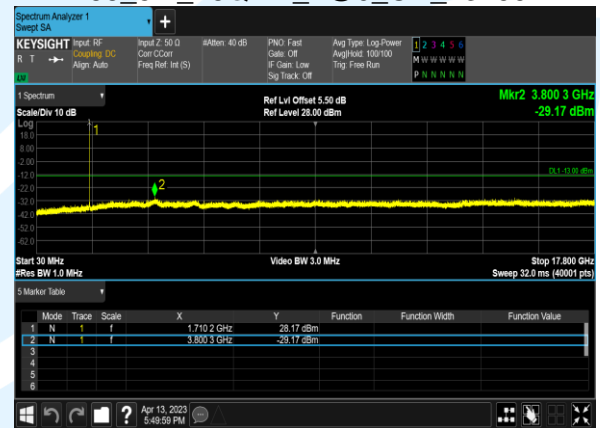 Spectrum Analyzer 1
Swept SA
+
KEYSIGHT Input: RF Input Z: 50 Ω #Atten: 40 dB PNO: Fast Avg Type: Log-Power 1 2 3 4 5 6
R T Coupling: DC Corr CCorr Gate: Off Avg|Hold: 100/100 M W W W W W
Align: Auto Freq Ref: Int (S) IF Gain: Low Trig: Free Run
Sig Track: Off P N N N N N
1 Spectrum Ref Lvl Offset 5.50 dB Mkr2 3.800 3 GHz
Scale/Div 10 dB Ref Level 28.00 dBm -29.17 dBm
Log
1
18.0
8.00
-2.00
DL1 -13.00 dBm
-12.0
2
-22.0
-32.0
-42.0
-52.0
-62.0
Start 30 MHz Video BW 3.0 MHz Stop 17.800 GHz
#Res BW 1.0 MHz Sweep 32.0 ms (40001 pts)
5 Marker Table
Mode Trace Scale X Y Function Function Width Function Value
1 N 1 f 1.710 2 GHz 28.17 dBm
2 N 1 f 3.800 3 GHz -29.17 dBm
3
4
5
6
? Apr 13, 2023
5:49:59 PM